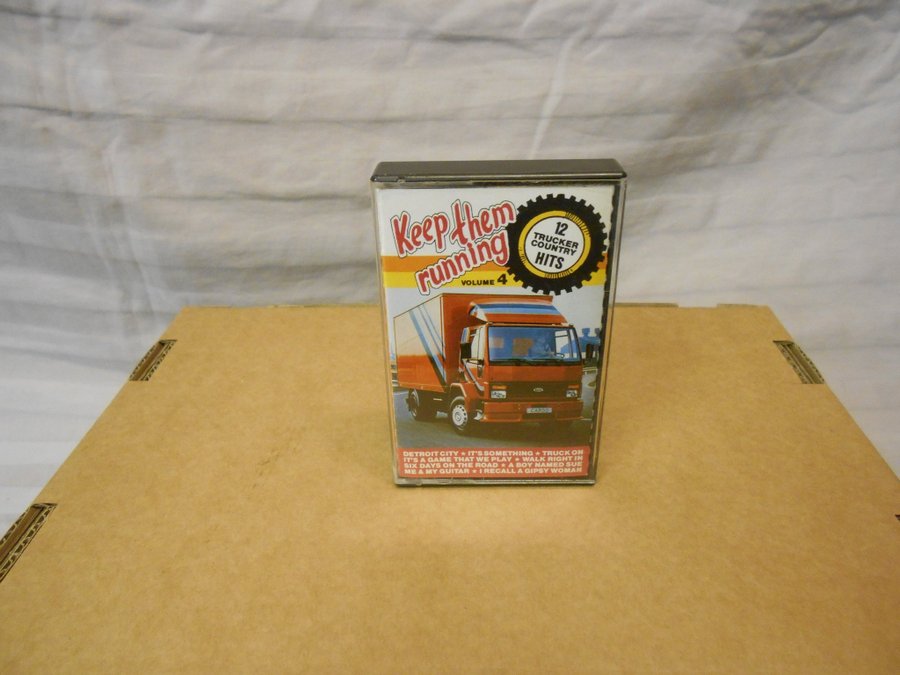 Keep them
running
VOLUME 4
12
TRUCKER
COUNTRY
HITS
Ford
CARGO
DETROIT CITY ★ IT'S SOMETHING ★ TRUCK ON
IT'S A GAME THAT WE PLAY ★ WALK RIGHT IN
SIX DAYS ON THE ROAD ★ A BOY NAMED SUE
ME & MY GUITAR ★ I RECALL A GIPSY WOMAN